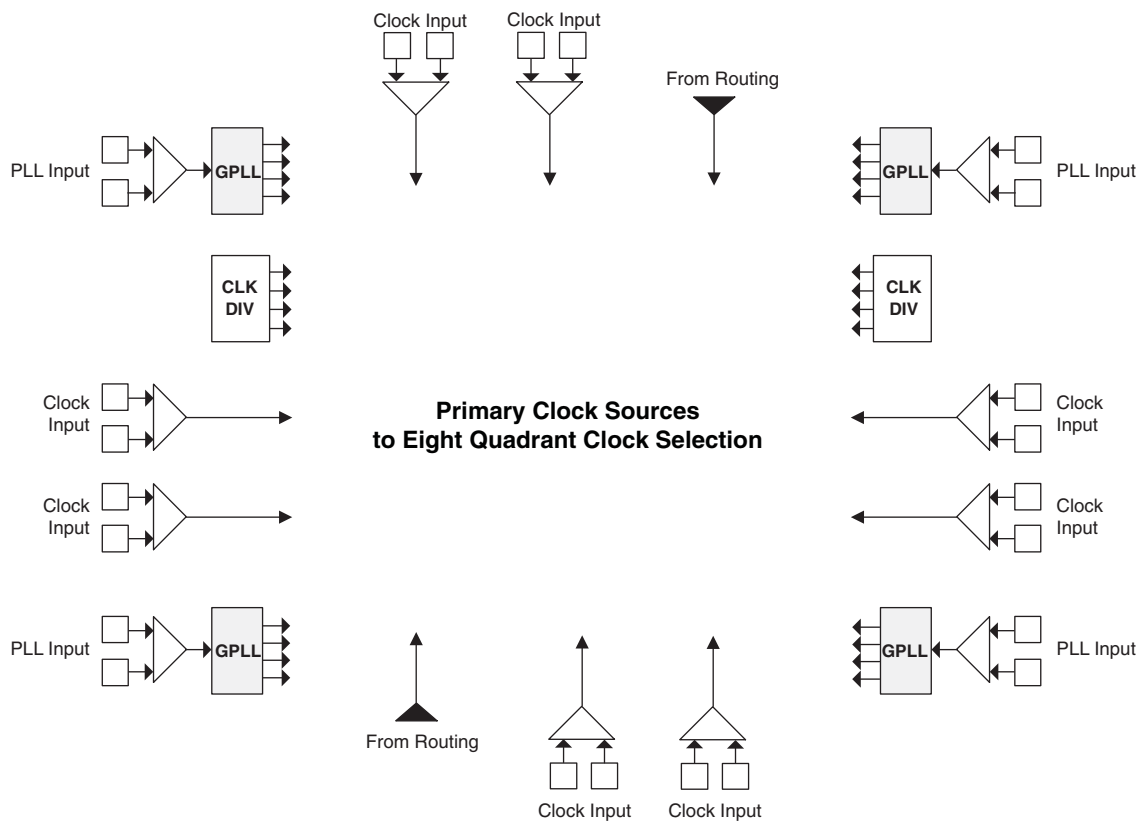 Clock Input
Clock Input
From Routing
PLL Input
GPLL
GPLL
PLL Input
CLK
DIV
CLK
DIV
Clock
Input
Primary Clock Sources
to Eight Quadrant Clock Selection
Clock
Input
Clock
Input
Clock
Input
PLL Input
GPLL
GPLL
PLL Input
From Routing
Clock Input
Clock Input